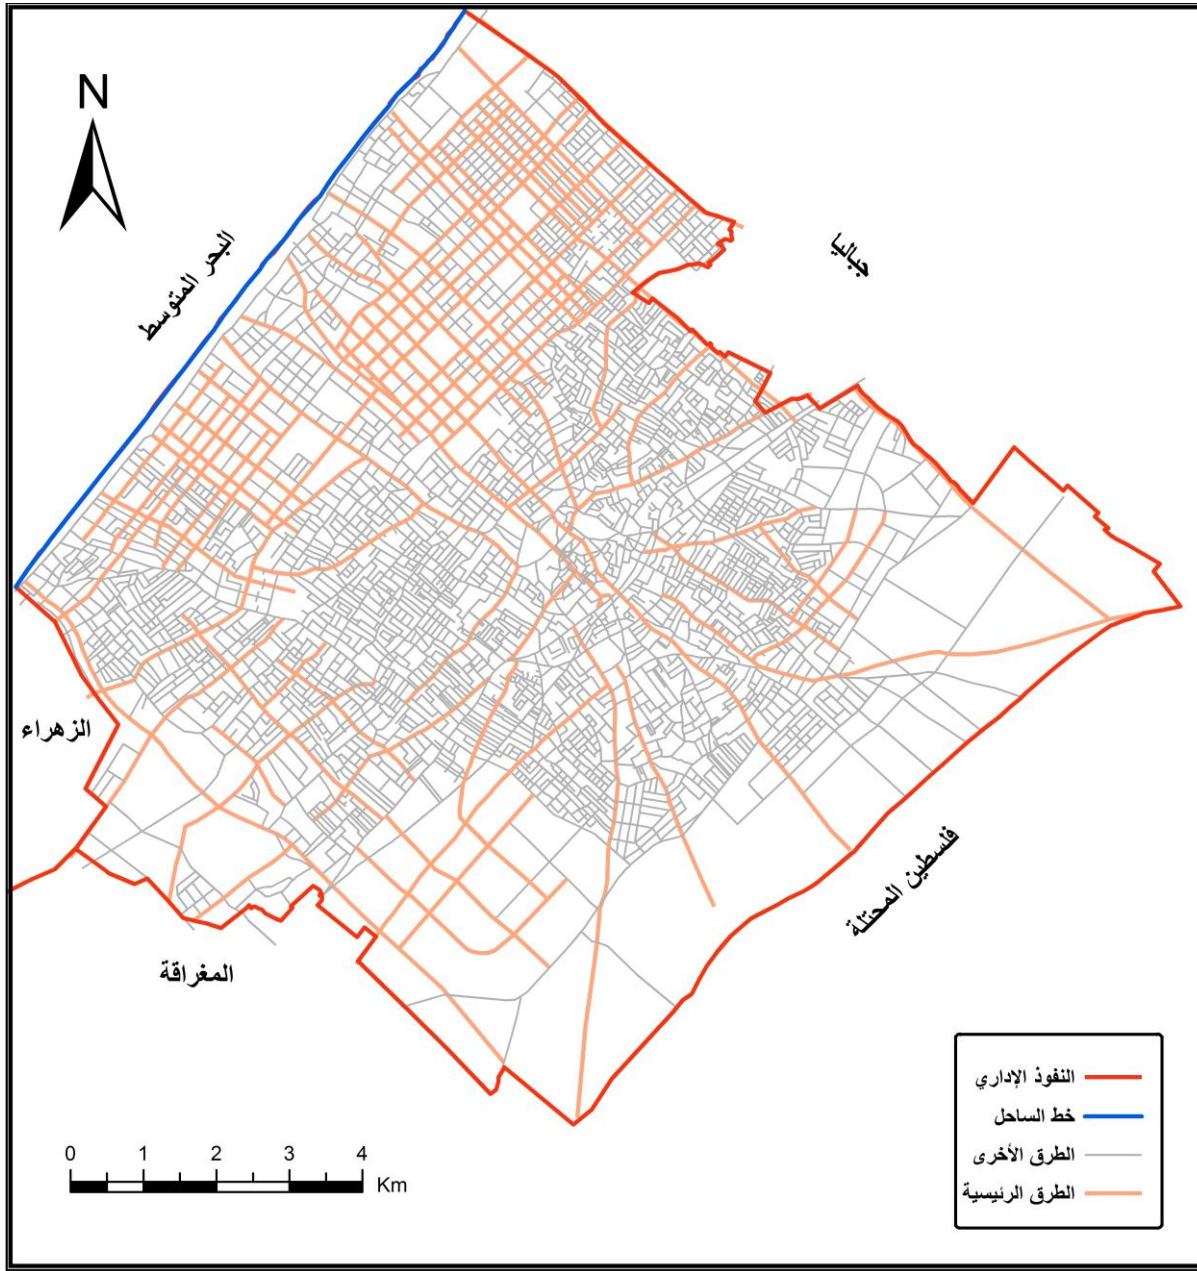 N
جباليا
البحر المتوسط
الزهراء
فلسطين المحتلة
المغراقة
النفوذ الإداري
خط الساحل
الطرق الأخرى
الطرق الرئيسية
0 1 2 3 4
Km